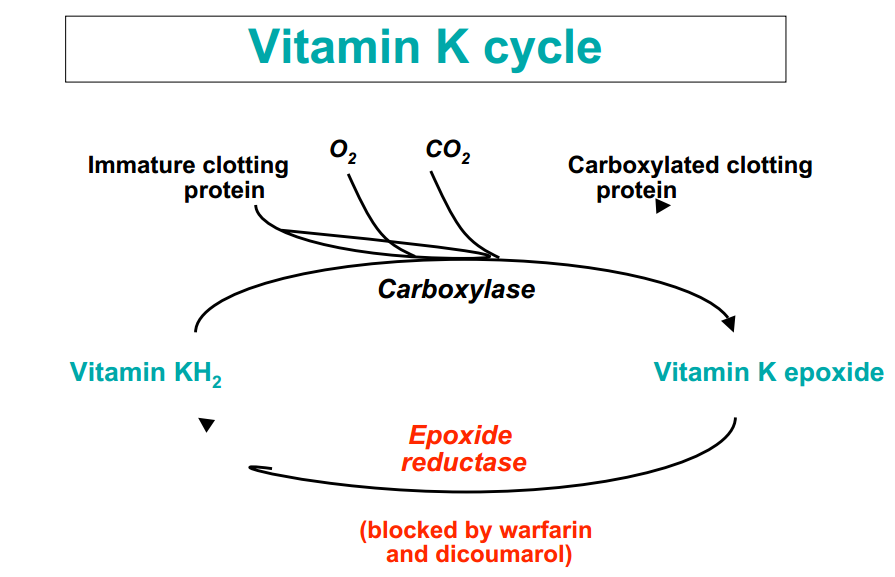 Vitamin K cycle
Immature clotting
protein
O2
CO2
Carboxylated clotting
protein
Carboxylase
Vitamin KH2
Vitamin K epoxide
Epoxide
reductase
(blocked by warfarin
and dicoumarol)